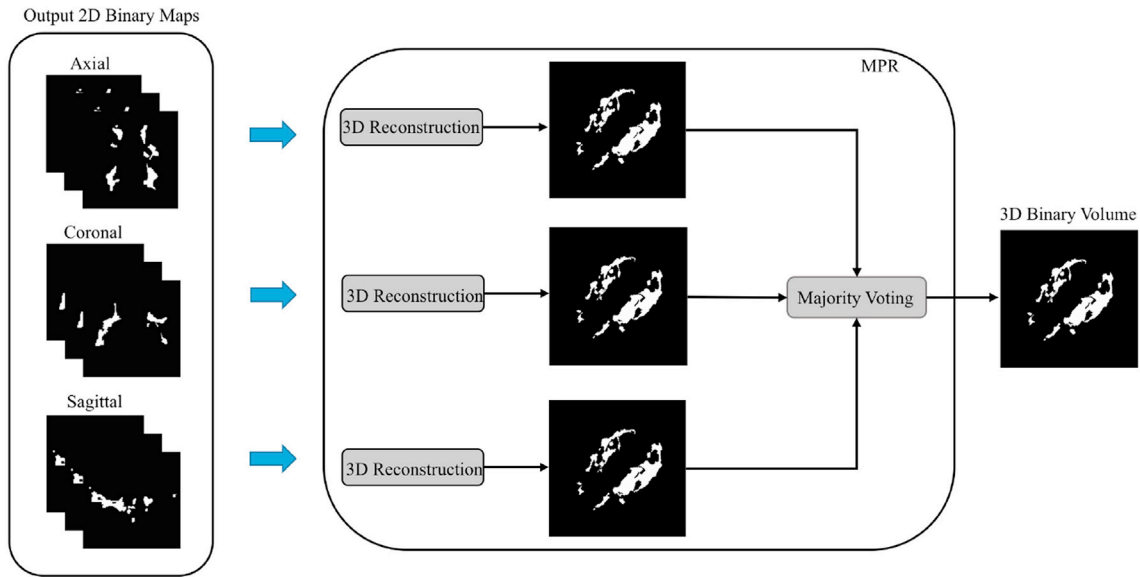 Output 2D Binary Maps
Axial
Coronal
Sagittal
MPR
3D Reconstruction
3D Reconstruction
3D Reconstruction
Majority Voting
3D Binary Volume